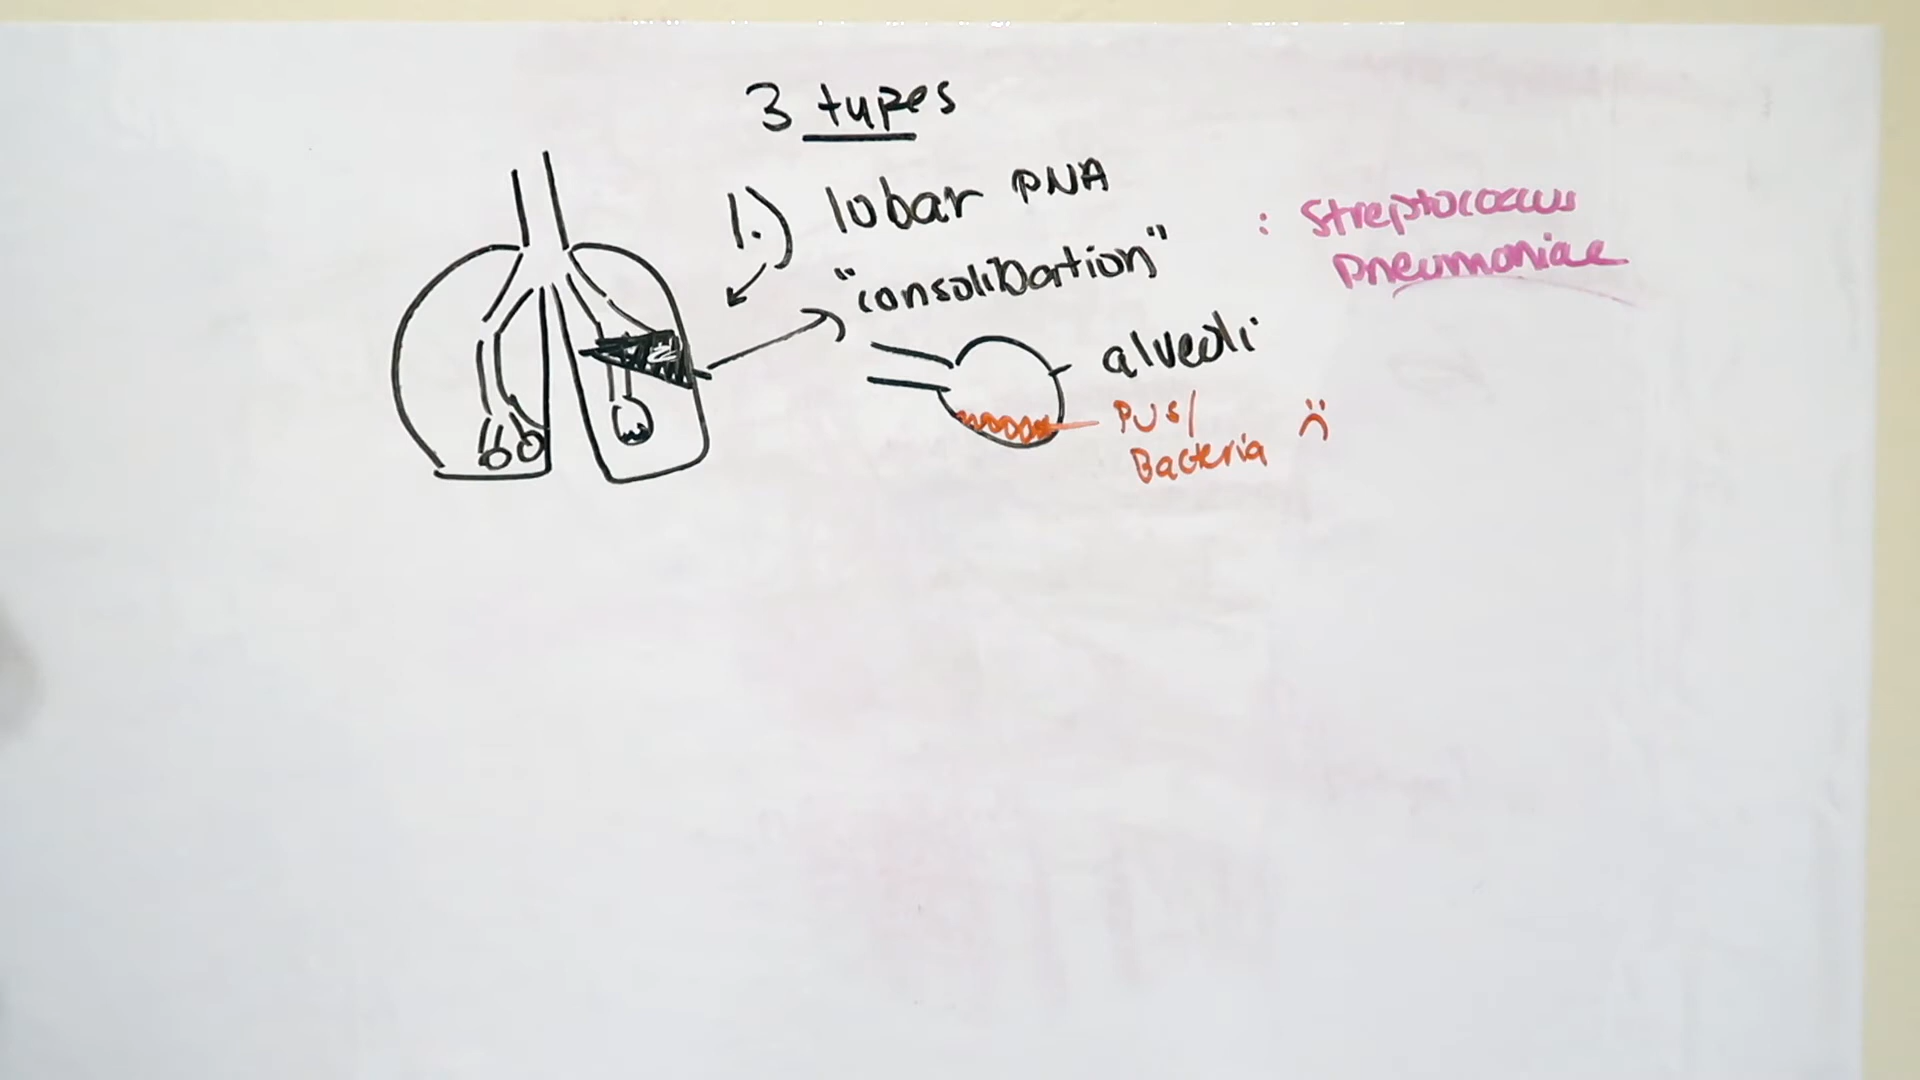 3 types
1.) lobar PNA
"consolidation"
: Streptococcus
pneumoniae
alveoli
PUS/
Bacteria